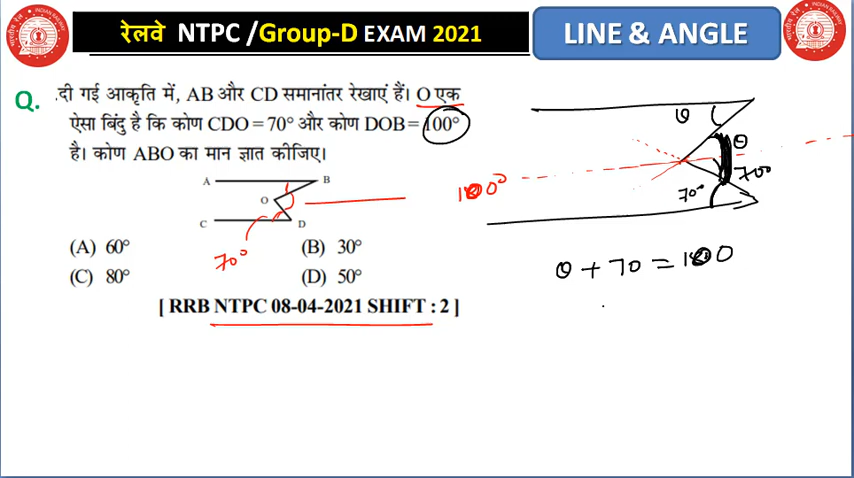 रेलवे NTPC /Group-D EXAM 2021
LINE & ANGLE
Q.
दी गई आकृति में, AB और CD समानांतर रेखाएं हैं। O एक
ऐसा बिंदु है कि कोण CDO = 70° और कोण DOB = 100°
है। कोण ABO का मान ज्ञात कीजिए।
A B
O
C D
70°
100°
(A) 60° (B) 30°
(C) 80° (D) 50°
[ RRB NTPC 08-04-2021 SHIFT : 2 ]
θ
θ
70°
70°
θ + 70 = 100